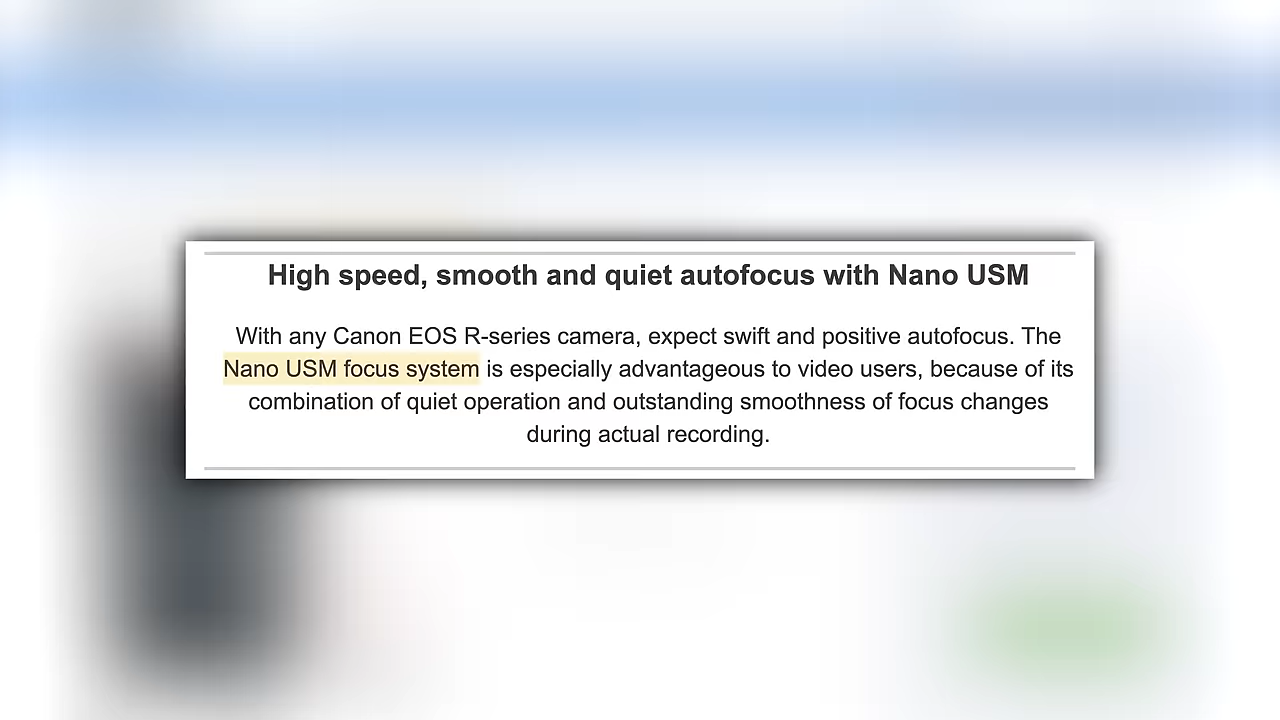 High speed, smooth and quiet autofocus with Nano USM
With any Canon EOS R-series camera, expect swift and positive autofocus. The
Nano USM focus system is especially advantageous to video users, because of its
combination of quiet operation and outstanding smoothness of focus changes
during actual recording.